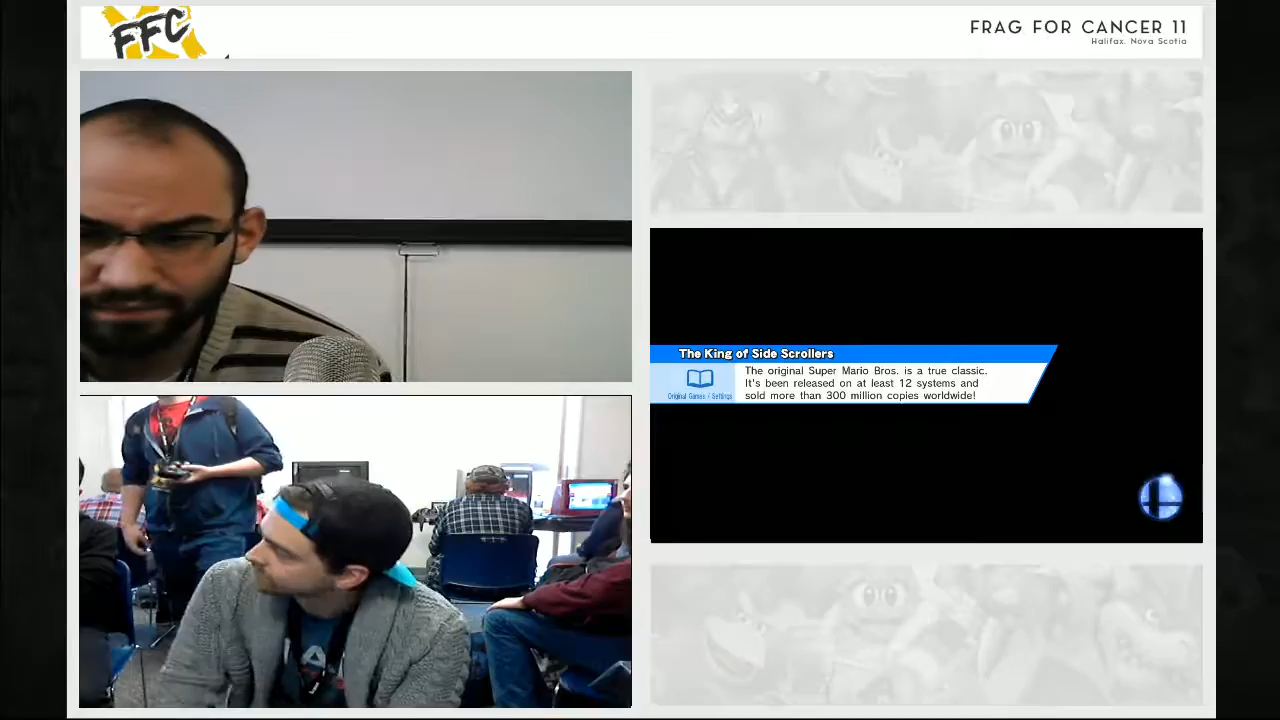 FFC
FRAG FOR CANCER 11
Halifax, Nova Scotia
The King of Side Scrollers
The original Super Mario Bros. is a true classic.
It's been released on at least 12 systems and
sold more than 300 million copies worldwide!
Original Games / Settings